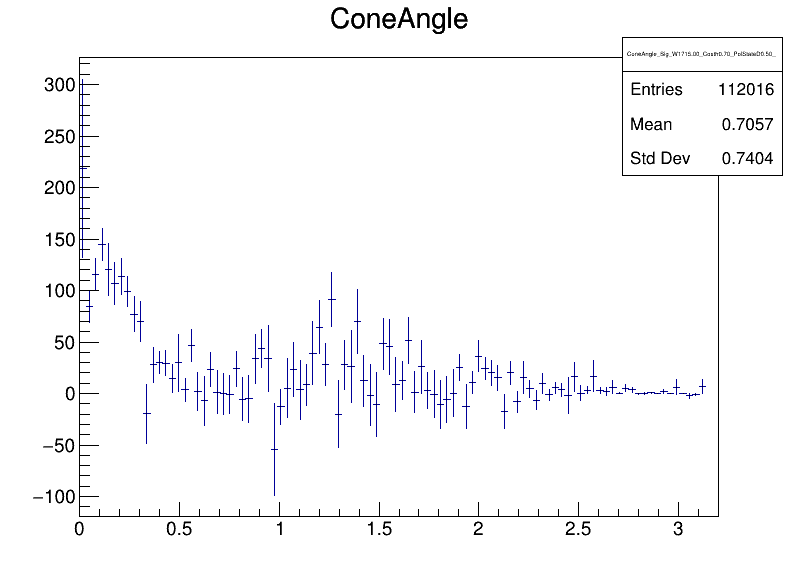 ConeAngle
ConeAngle_Sig_W1715.00_Costh0.70_PolStateD0.50_
Entries 112016
Mean 0.7057
Std Dev 0.7404
300
250
200
150
100
50
0
−50
−100
0 0.5 1 1.5 2 2.5 3